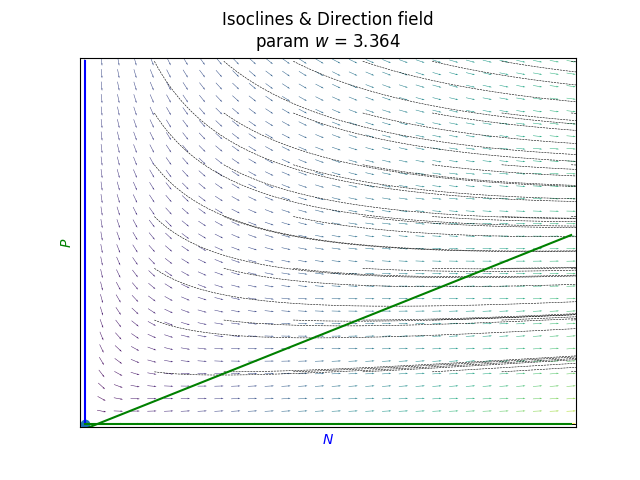 Isoclines & Direction field
param w = 3.364
P
N